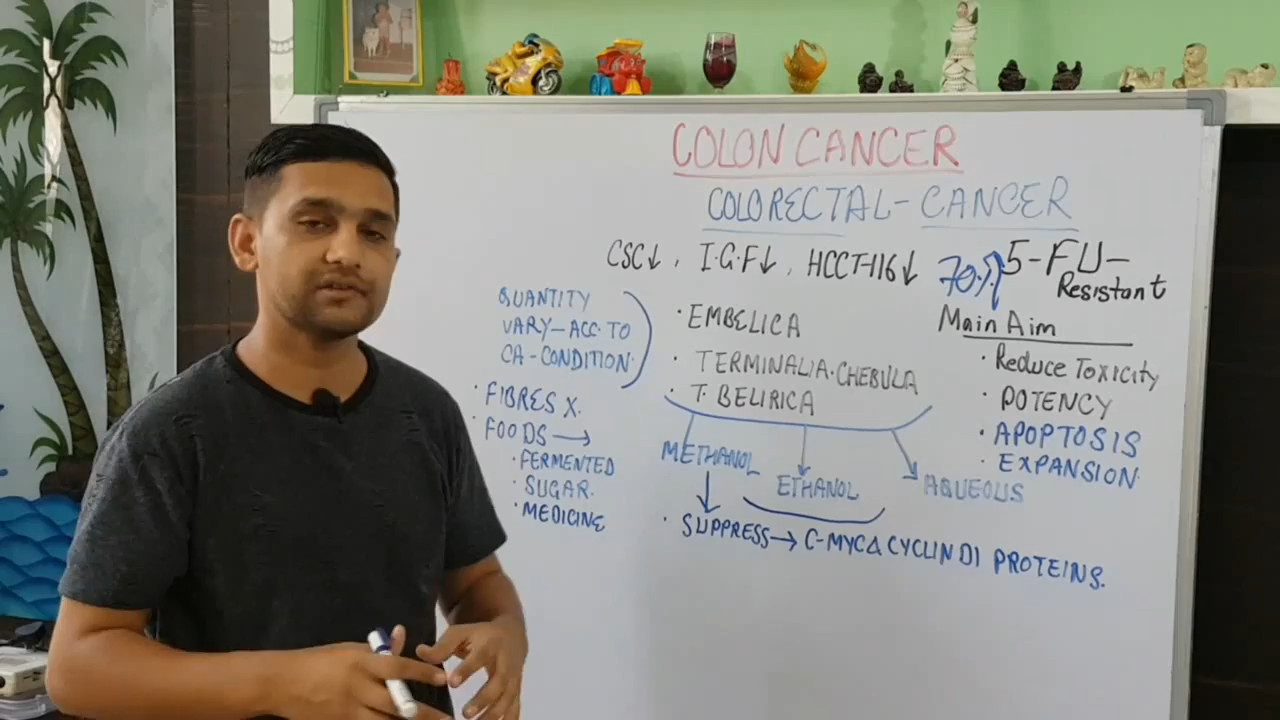 COLON CANCER
COLORECTAL-CANCER
CSC↓, I.G.F↓, HCCT-116↓ 70%↑ 5-FU-
Resistant
QUANTITY
VARY-ACC.TO
CA-CONDITION
· FIBRES X.
· FOODS →
· FERMENTED
· SUGAR.
· MEDICINE
· EMBELICA
· TERMINALIA.CHEBULA
· T. BELIRICA
METHANOL
ETHANOL
AQUEOUS
· SUPPRESS → C-MYC & CYCLIN D1 PROTEINS.
Main Aim
· Reduce Toxicity
· POTENCY
· APOPTOSIS
· EXPANSION.